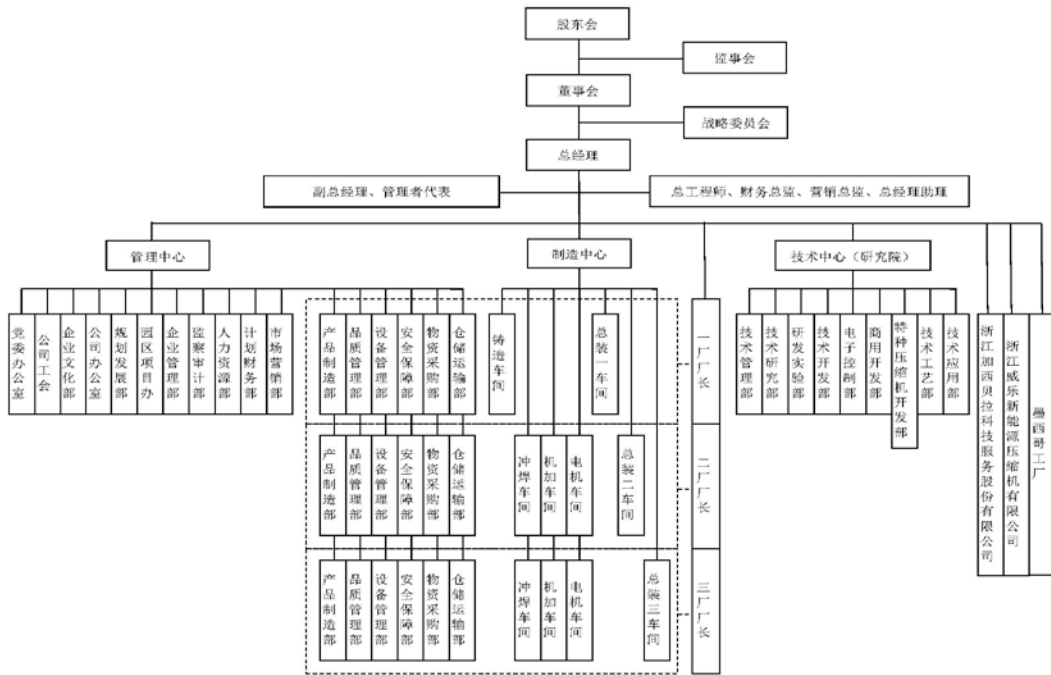 股东会
监事会
董事会
战略委员会
总经理
副总经理、管理者代表
总工程师、财务总监、营销总监、总经理助理
管理中心
制造中心
技术中心（研究院）
党委办公室
公司工会
企业文化部
公司办公室
规划发展部
园区项目办
企业管理部
监察审计部
人力资源部
计划财务部
市场营销部
产品制造部
品质管理部
设备管理部
安全保障部
物资采购部
仓储运输部
铸造车间
总装一车间
一厂厂长
技术管理部
技术研究部
研发实验部
技术开发部
电子控制部
商用开发部
特种压缩机开发部
技术工艺部
技术应用部
浙江加西贝拉科技服务股份有限公司
浙江威乐新能源压缩机有限公司
墨西哥工厂
产品制造部
品质管理部
设备管理部
安全保障部
物资采购部
仓储运输部
冲焊车间
机加车间
电机车间
总装二车间
二厂厂长
产品制造部
品质管理部
设备管理部
安全保障部
物资采购部
仓储运输部
冲焊车间
机加车间
电机车间
总装三车间
三厂厂长